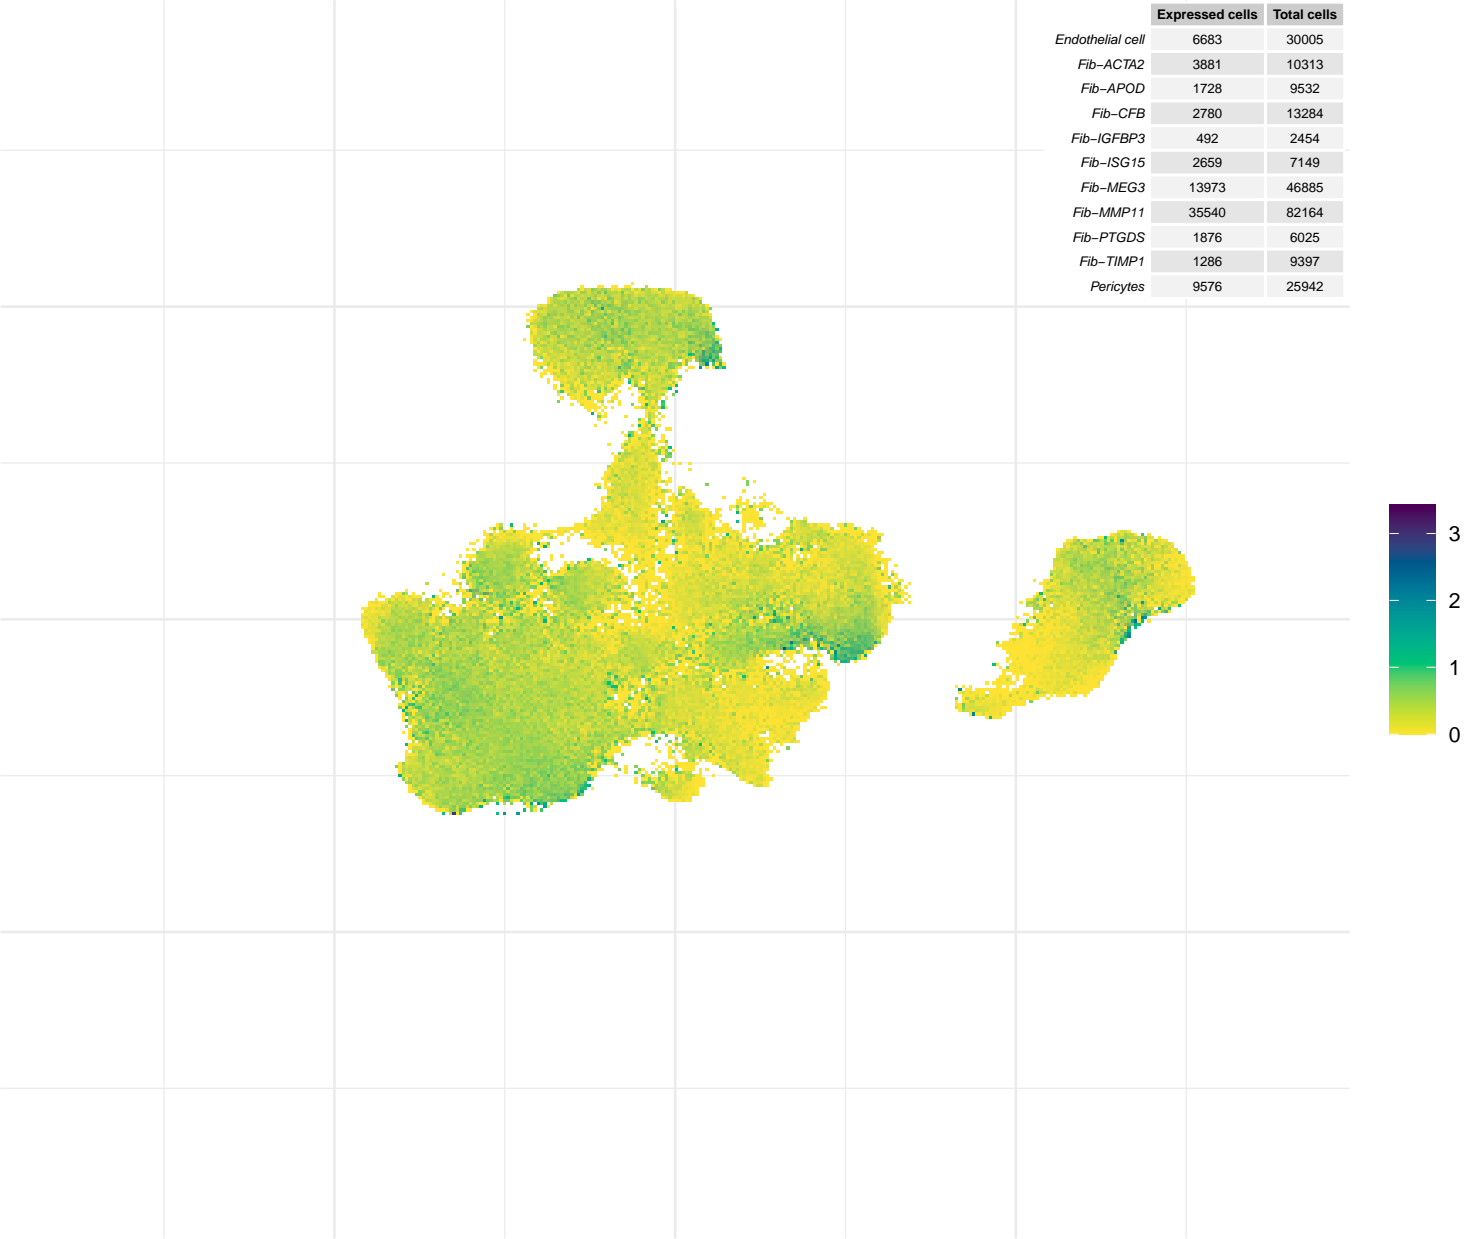 Expressed cells Total cells
Endothelial cell 6683 30005
Fib−ACTA2 3881 10313
Fib−APOD 1728 9532
Fib−CFB 2780 13284
Fib−IGFBP3 492 2454
Fib−ISG15 2659 7149
Fib−MEG3 13973 46885
Fib−MMP11 35540 82164
Fib−PTGDS 1876 6025
Fib−TIMP1 1286 9397
Pericytes 9576 25942
3
2
1
0